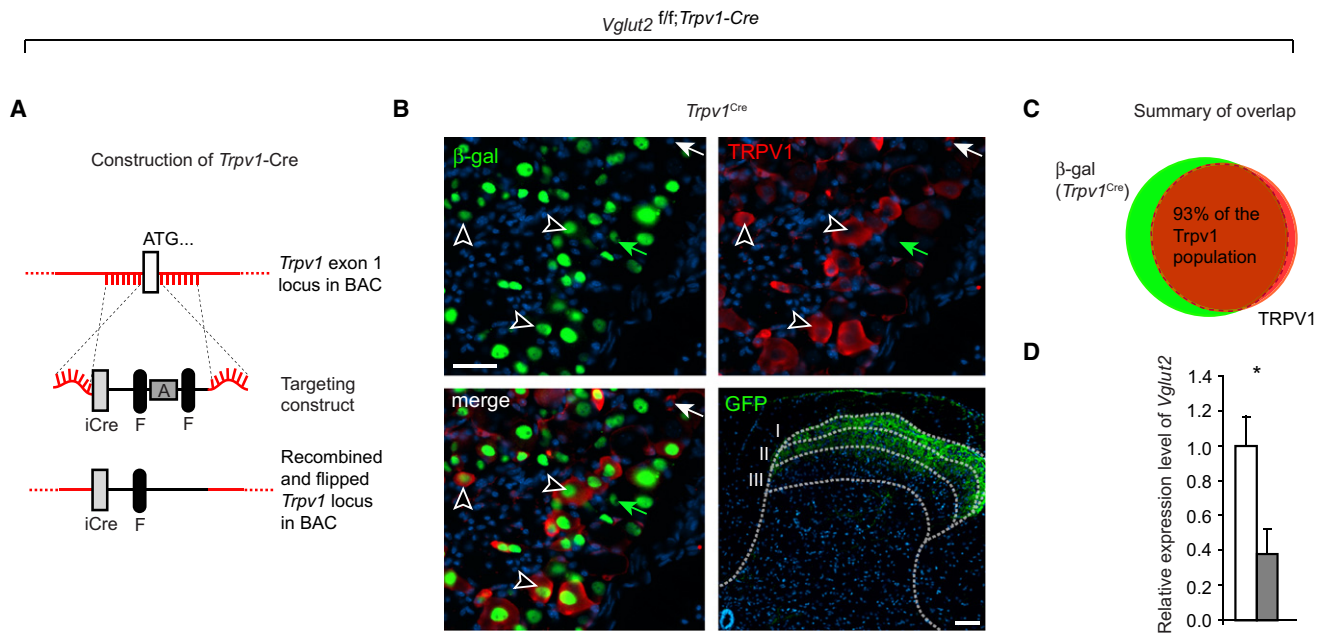 Vglut2 f/f;Trpv1-Cre
A
Construction of Trpv1-Cre
ATG...
Trpv1 exon 1
locus in BAC
A
iCre F F
Targeting
construct
iCre F
Recombined
and flipped
Trpv1 locus
in BAC
B
Trpv1Cre
β-gal
TRPV1
merge
GFP
I
II
III
C
Summary of overlap
β-gal
(Trpv1Cre)
93% of the
Trpv1
population
TRPV1
D
Relative expression level of Vglut2
*
1.4
1.2
1.0
0.8
0.6
0.4
0.2
0.0